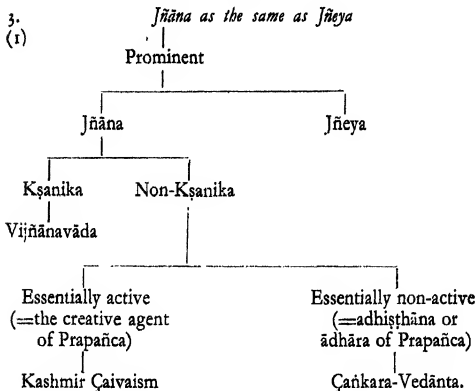 3. Jñāna as the same as Jñeya
(1)
Prominent
Jñāna Jñeya
Kṣanika Non-Kṣanika
Vijñānavāda
Essentially active Essentially non-active
(=the creative agent (=adhiṣṭhāna or
of Prapañca) ādhāra of Prapañca)
Kashmir Çaivaism Çaṅkara-Vedānta.